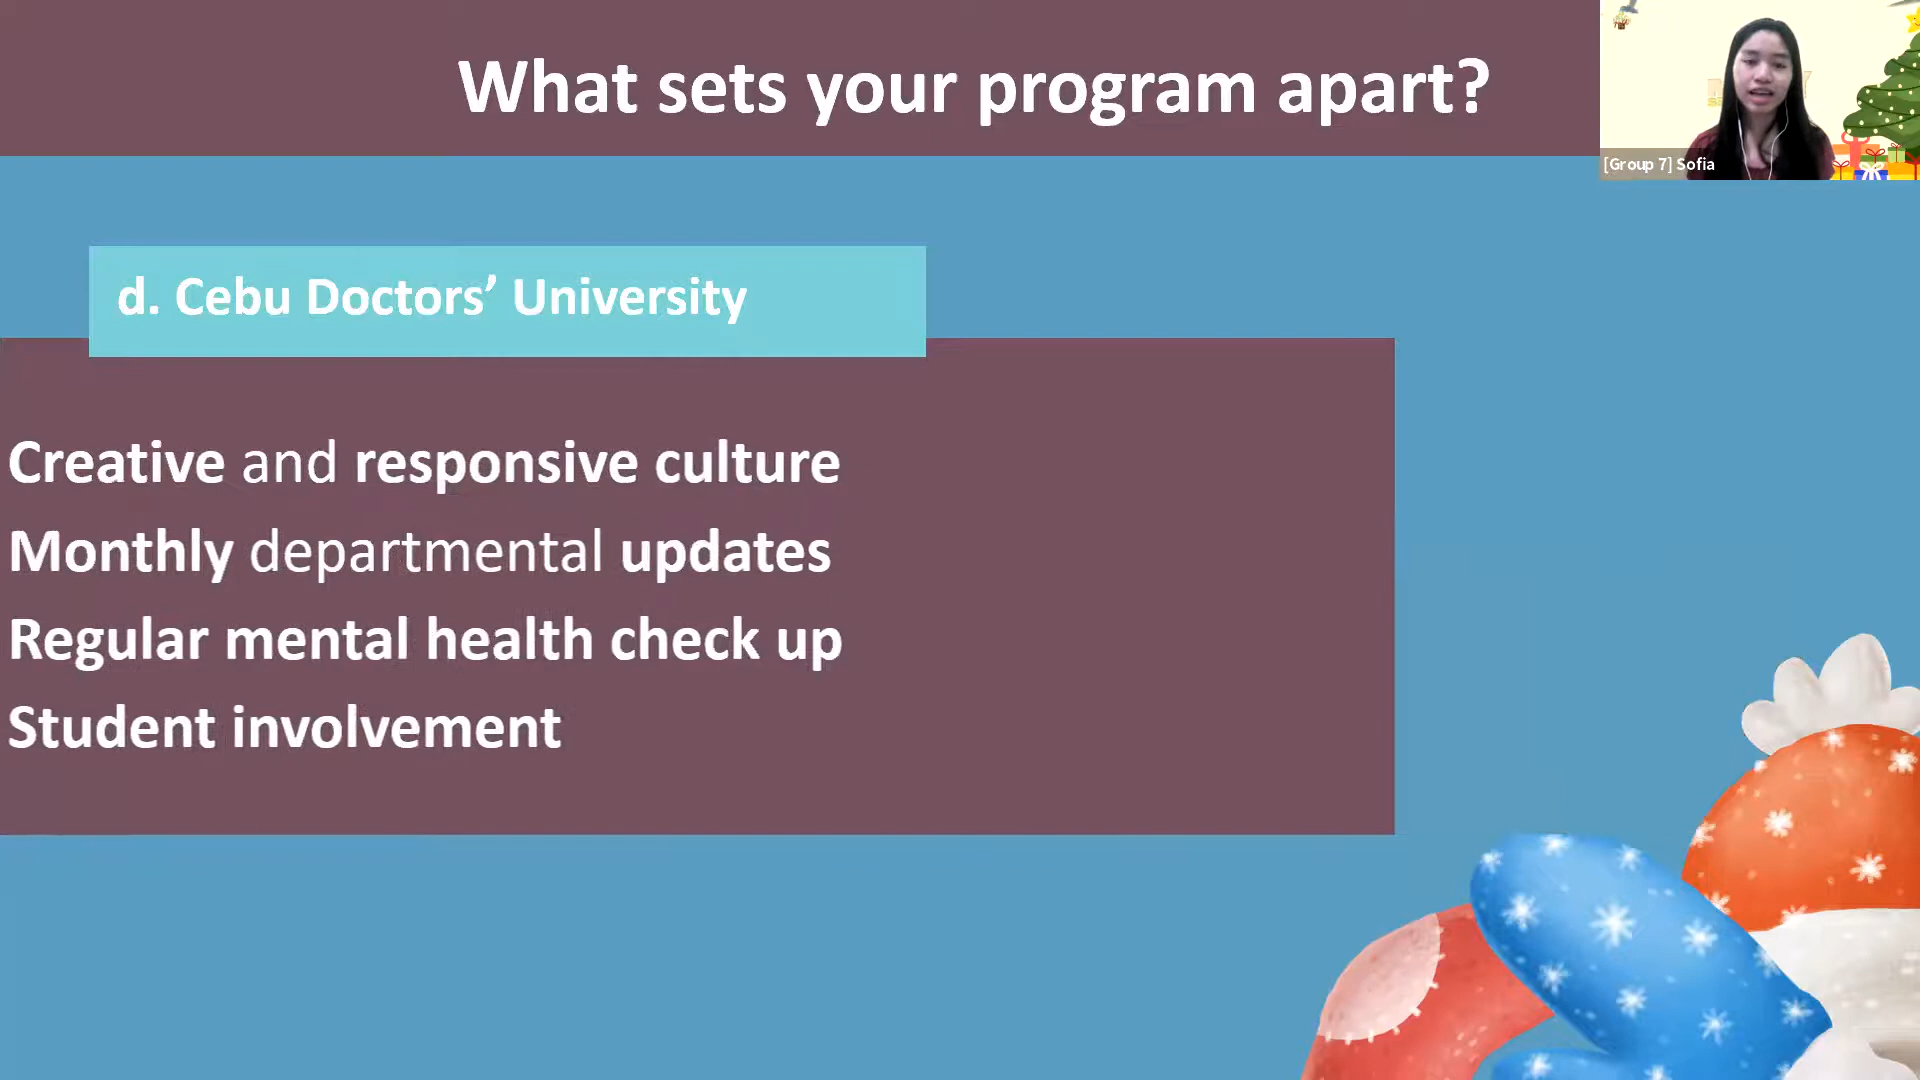 What sets your program apart?
[Group 7] Sofia
d. Cebu Doctors’ University
Creative and responsive culture
Monthly departmental updates
Regular mental health check up
Student involvement